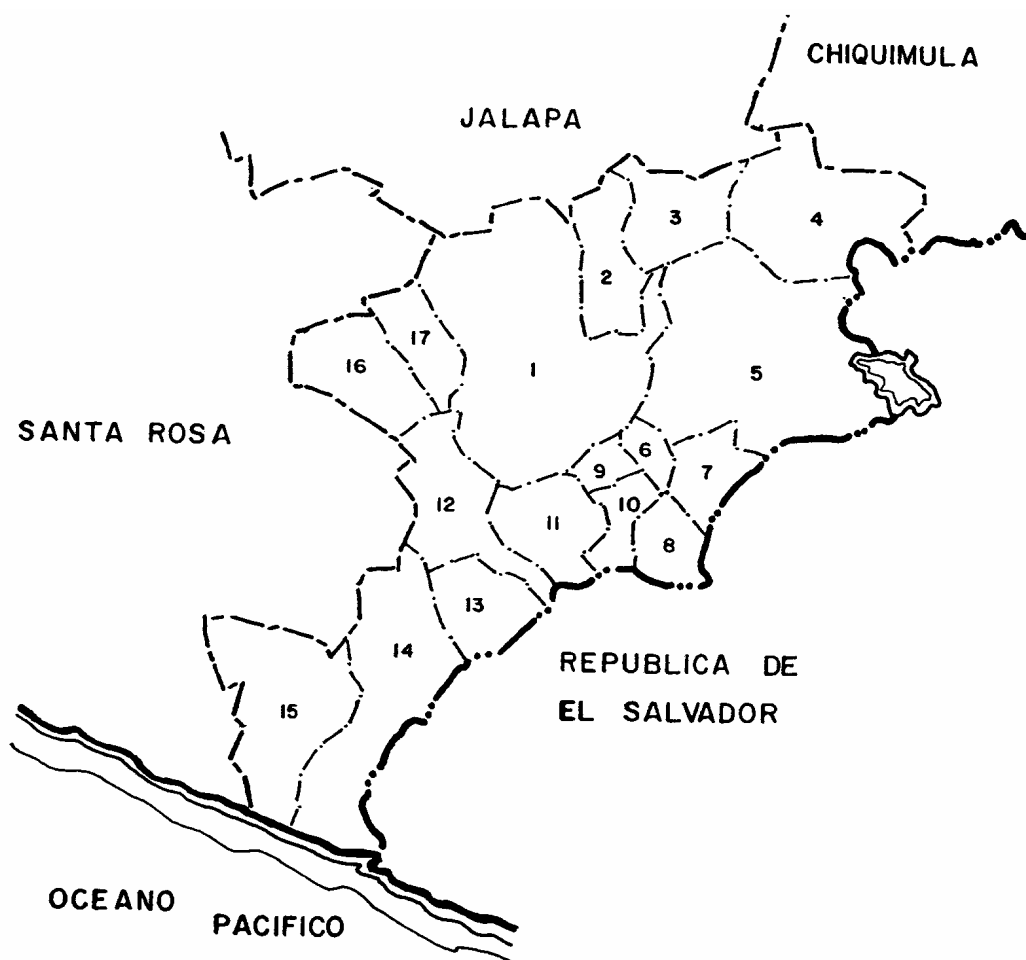 CHIQUIMULA
JALAPA
3
4
2
17
16
1
5
SANTA ROSA
6
9
7
12
10
11
8
13
14
REPUBLICA DE
EL SALVADOR
15
OCEANO
PACIFICO